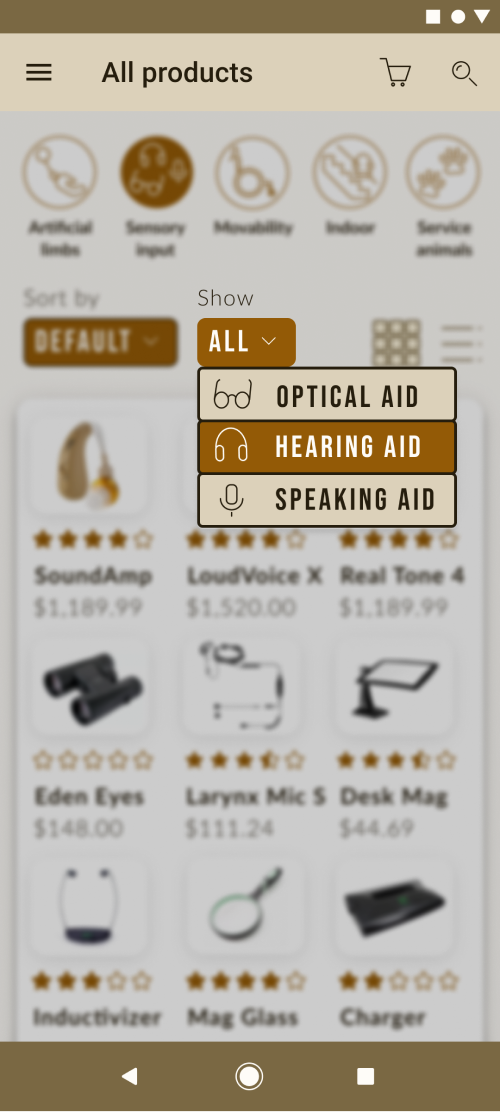 All products
Artificial limbs
Sensory input
Movability
Indoor
Service animals
Sort by
Show
DEFAULT
ALL
OPTICAL AID
HEARING AID
SPEAKING AID
SoundAmp
LoudVoice X
Real Tone 4
$1,189.99
$1,520.00
$1,189.99
Eden Eyes
Larynx Mic S
Desk Mag
$148.00
$111.24
$44.69
Inductivizer
Mag Glass
Charger